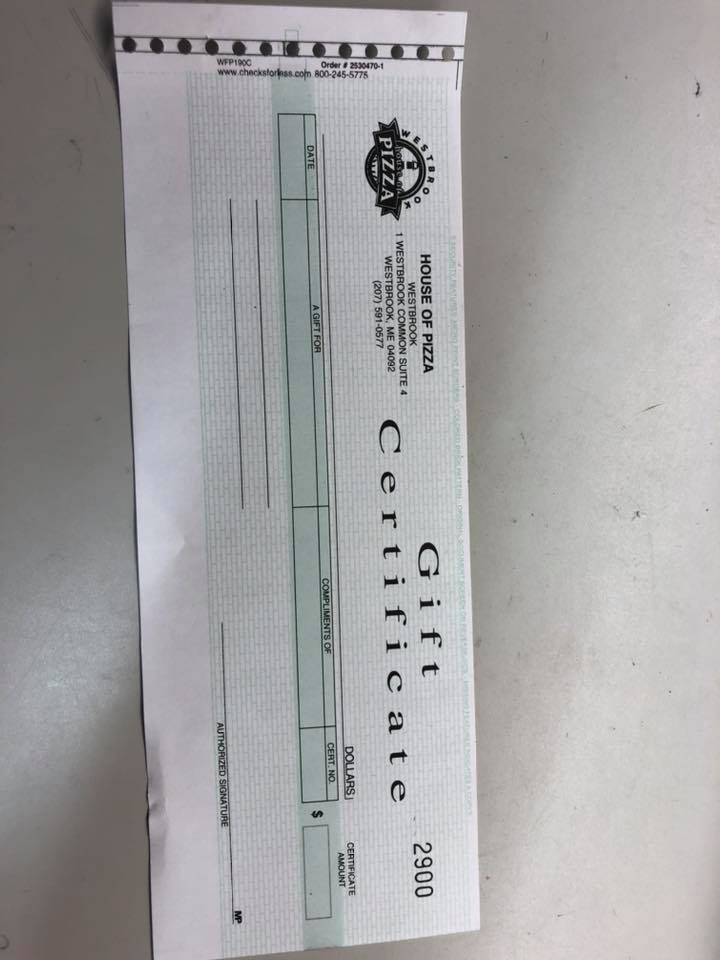 WFP190C
Order # 2530470-1
www.checksforless.com 800-245-5775
WESTBROOK
house of
PIZZA
HOUSE OF PIZZA
WESTBROOK
1 WESTBROOK COMMON SUITE 4
WESTBROOK, ME 04092
(207) 591-0577
Gift
Certificate
2900
DOLLARS
DATE
A GIFT FOR
COMPLIMENTS OF
CERT. NO.
$
CERTIFICATE
AMOUNT
AUTHORIZED SIGNATURE
MP